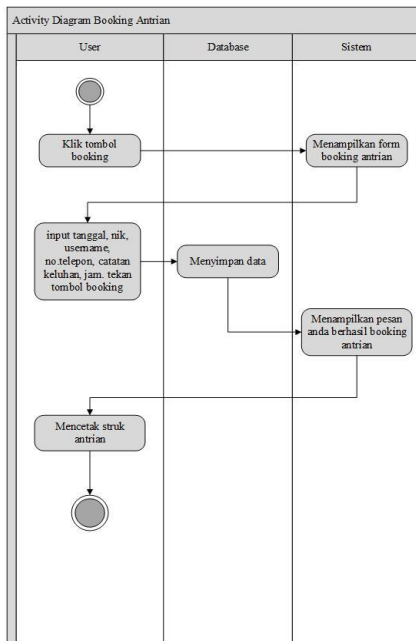 Activity Diagram Booking Antrian
User
Database
Sistem
Klik tombol
booking
Menampilkan form
booking antrian
input tanggal, nik,
username,
no.telepon, catatan
keluhan, jam. tekan
tombol booking
Menyimpan data
Menampilkan pesan
anda berhasil booking
antrian
Mencetak struk
antrian